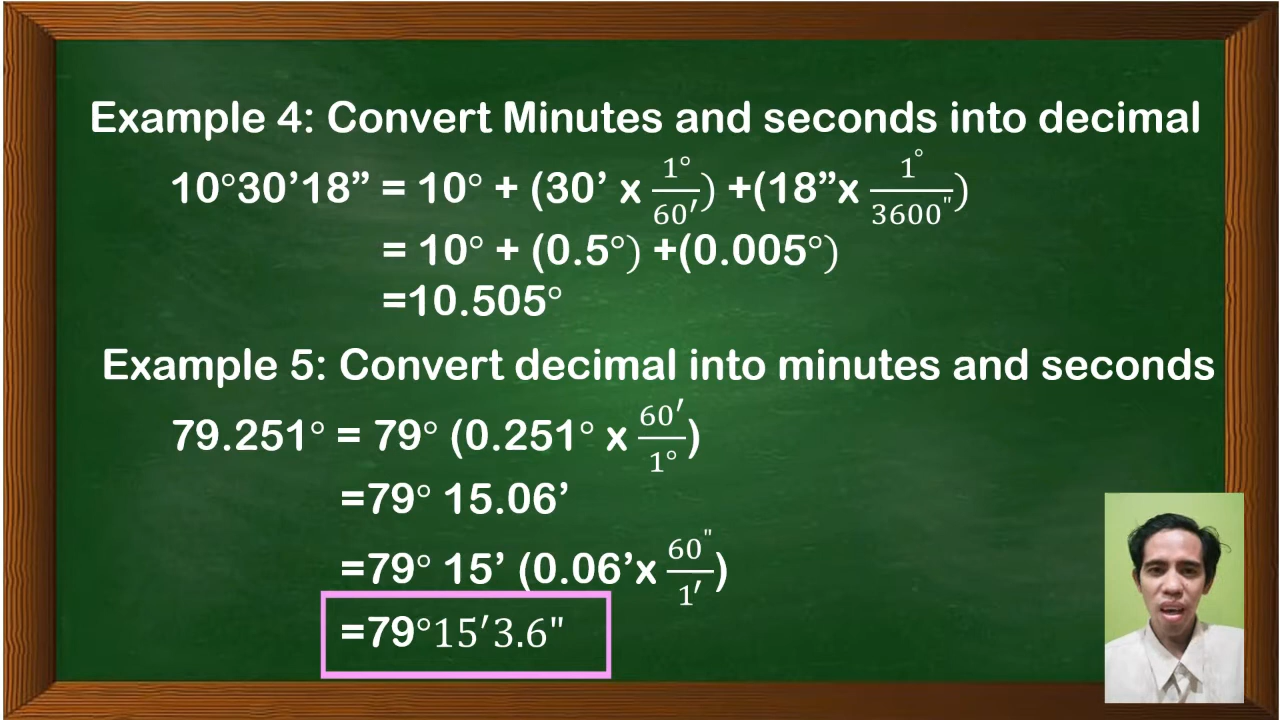 Example 4: Convert Minutes and seconds into decimal
10°30’18” = 10° + (30’ x 1°/60′) +(18”x 1°/3600")
= 10° + (0.5°) +(0.005°)
=10.505°
Example 5: Convert decimal into minutes and seconds
79.251° = 79° (0.251° x 60′/1°)
=79° 15.06’
=79° 15’ (0.06’x 60"/1′)
=79°15′3.6"